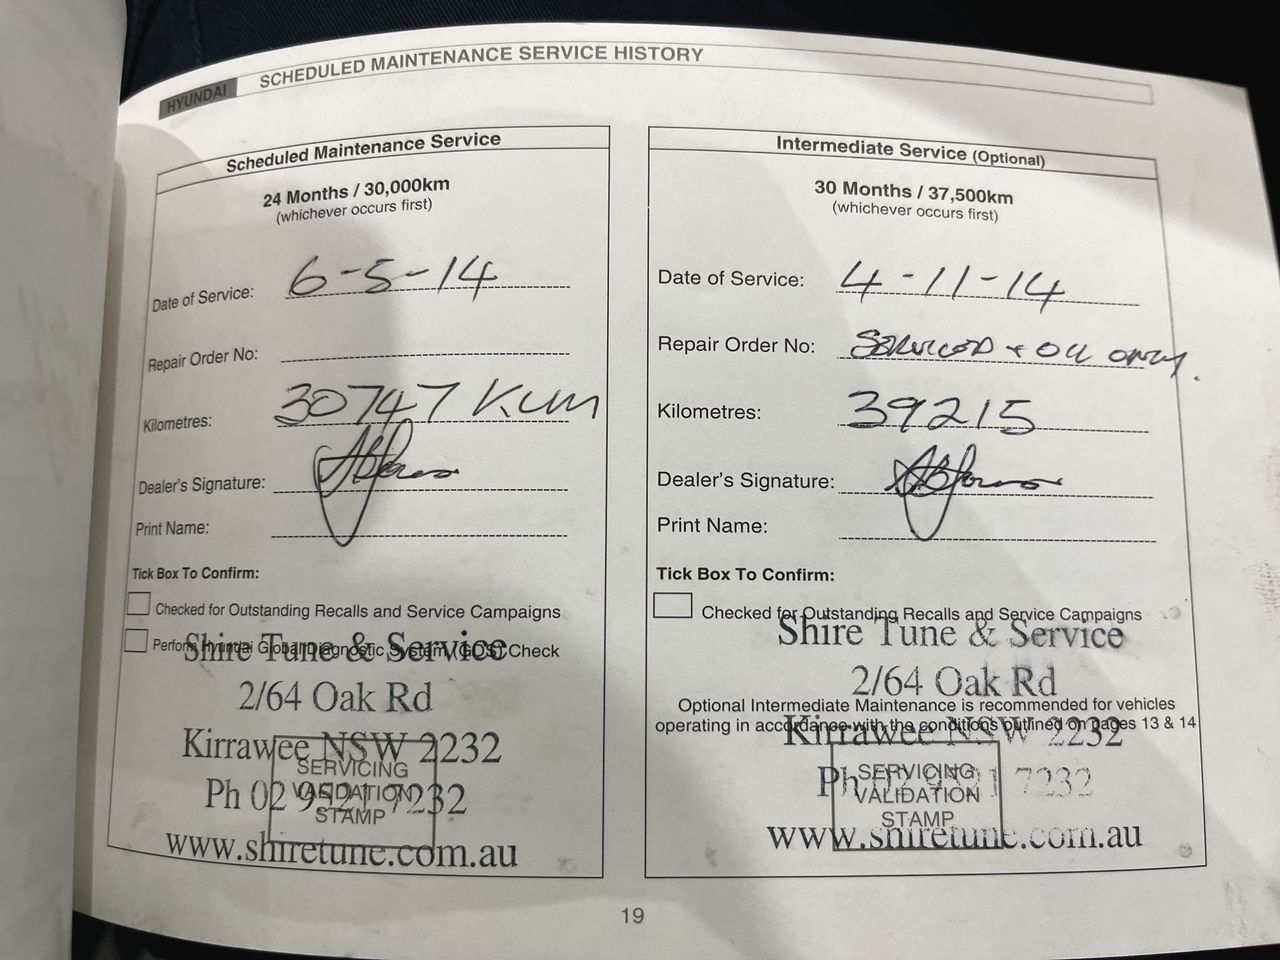 HYUNDAI
SCHEDULED MAINTENANCE SERVICE HISTORY
Scheduled Maintenance Service
24 Months / 30,000km
(whichever occurs first)
Date of Service: 6-5-14
Repair Order No:
Kilometres: 30747 Kum
Dealer's Signature:
Print Name:
Tick Box To Confirm:
Checked for Outstanding Recalls and Service Campaigns
Perform Hyundai Global Diagnostic System (GDS) Check
Shire Tune & Service
2/64 Oak Rd
Kirrawee NSW 2232
Ph 02 9521 7232
www.shiretune.com.au
SERVICING
VALIDATION
STAMP
Intermediate Service (Optional)
30 Months / 37,500km
(whichever occurs first)
Date of Service: 4-11-14
Repair Order No: SERVICED + OIL ONLY.
Kilometres: 39215
Dealer's Signature:
Print Name:
Tick Box To Confirm:
Checked for Outstanding Recalls and Service Campaigns
Shire Tune & Service
2/64 Oak Rd
Optional Intermediate Maintenance is recommended for vehicles
operating in accordance with the conditions outlined on pages 13 & 14
Kirrawee NSW 2232
Ph 02 9521 7232
www.shiretune.com.au
SERVICING
VALIDATION
STAMP
19